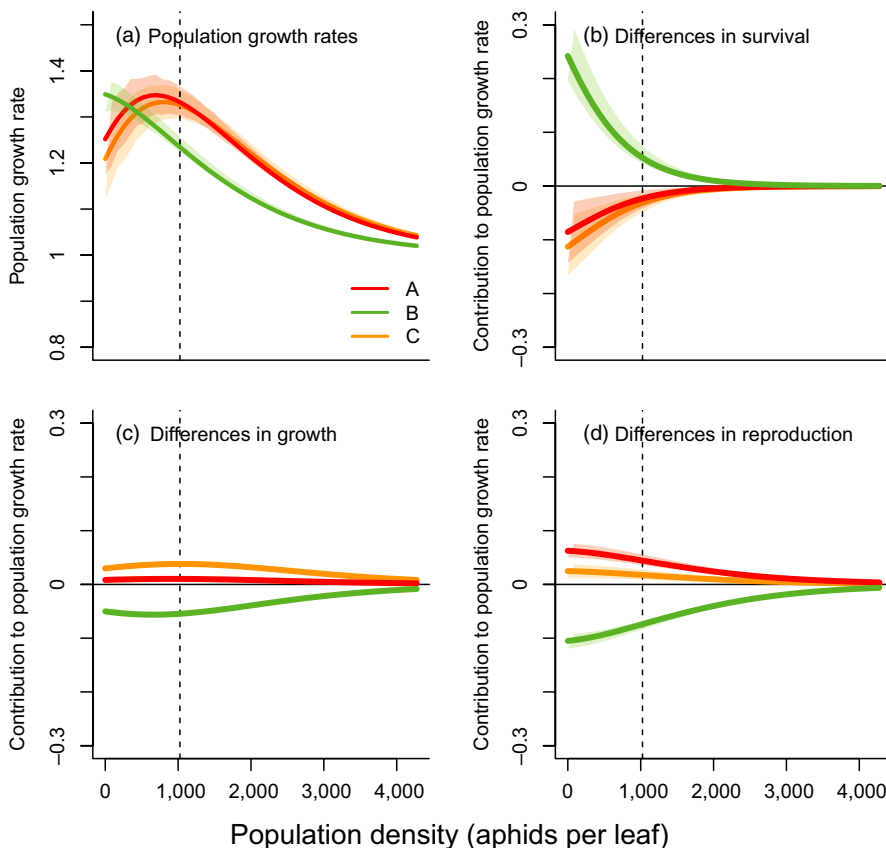 (a) Population growth rates
Population growth rate
1.4
1.2
1
0.8
A
B
C
(b) Differences in survival
Contribution to population growth rate
0.3
0
−0.3
(c) Differences in growth
Contribution to population growth rate
0.3
0
−0.3
0 1,000 2,000 3,000 4,000
(d) Differences in reproduction
Contribution to population growth rate
0.3
0
−0.3
0 1,000 2,000 3,000 4,000
Population density (aphids per leaf)